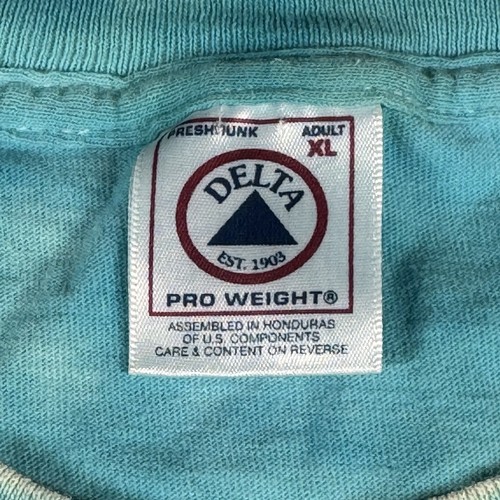 PRESHRUNK ADULT
XL
DELTA
EST. 1903
PRO WEIGHT®
ASSEMBLED IN HONDURAS
OF U.S. COMPONENTS
CARE & CONTENT ON REVERSE